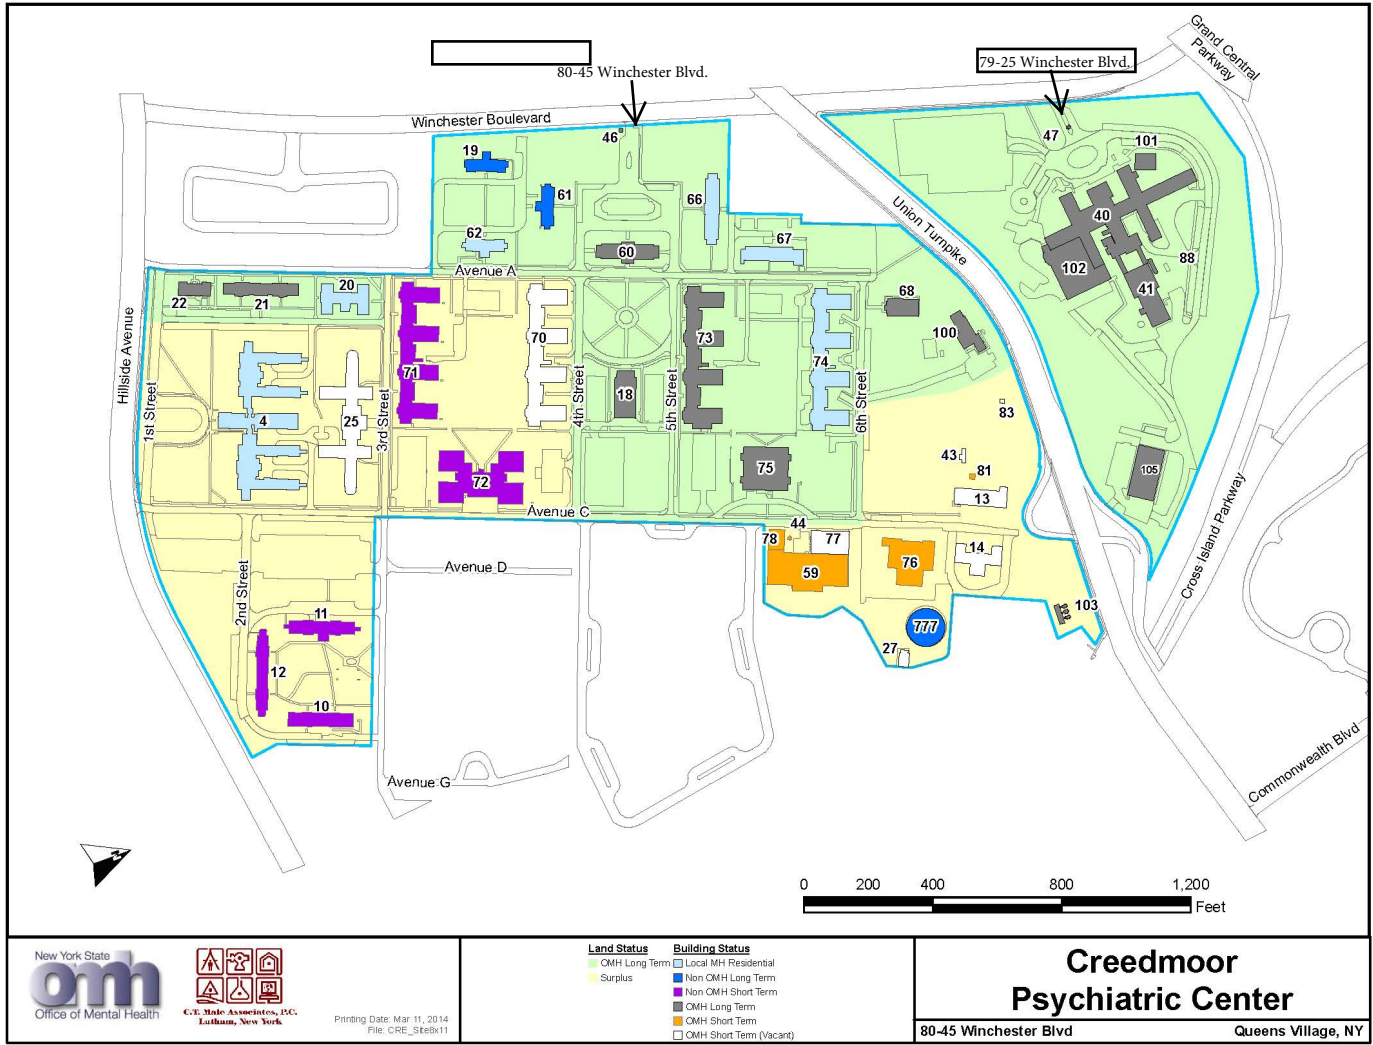 Grand Central
Parkway
80-45 Winchester Blvd.
79-25 Winchester Blvd.
Winchester Boulevard
46
47
101
19
61
66
62
60
67
40
102
88
41
Union Turnpike
Avenue A
22
21
20
68
100
Hillside Avenue
1st Street
4
25
3rd Street
71
70
4th Street
18
5th Street
73
74
6th Street
83
43
81
13
105
72
75
Avenue C
44
78
77
59
76
14
103
Cross Island Parkway
Avenue D
2nd Street
11
12
10
777
27
Avenue G
Commonwealth Blvd
N
0 200 400 800 1,200
Feet
New York State
omh
Office of Mental Health
C.T. Male Associates, P.C.
Latham, New York
Printing Date: Mar 11, 2014
File: CRE_Site8x11
Land Status
OMH Long Term
Surplus
Building Status
Local MH Residential
Non OMH Long Term
Non OMH Short Term
OMH Long Term
OMH Short Term
OMH Short Term (Vacant)
Creedmoor
Psychiatric Center
80-45 Winchester Blvd Queens Village, NY